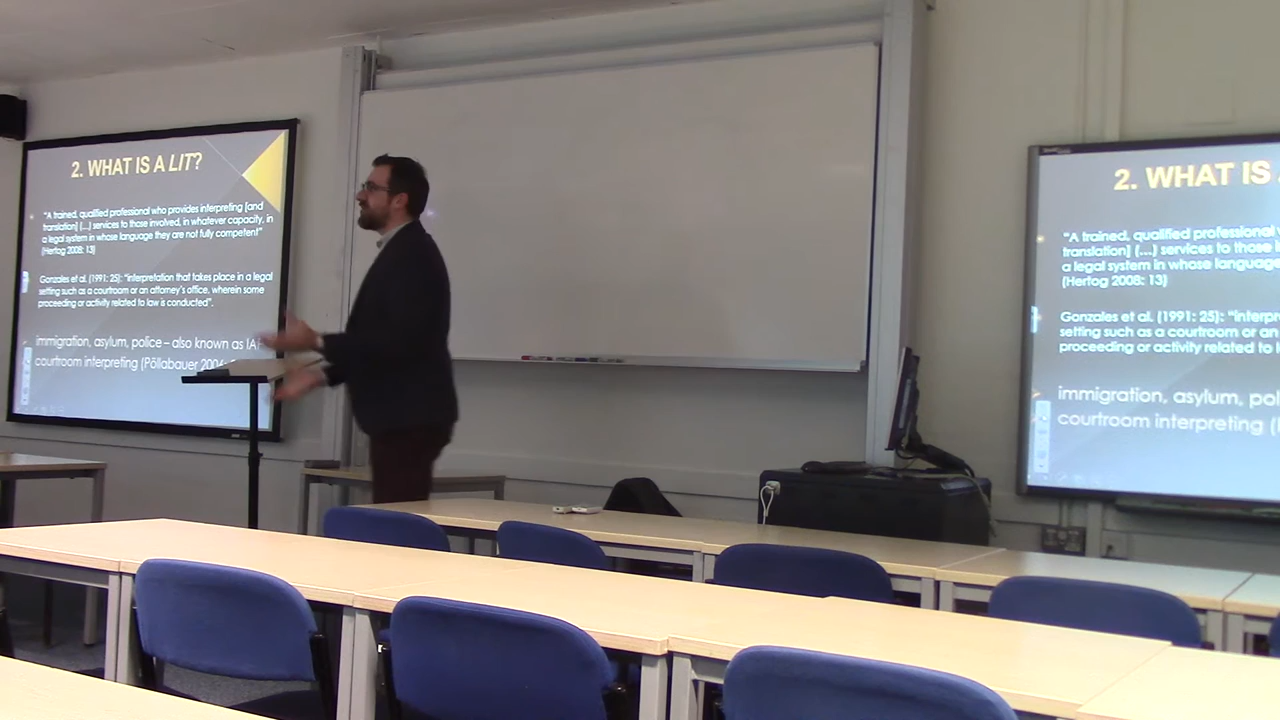 2. WHAT IS A LIT?
"A trained, qualified professional who provides interpreting [and
translation] (...) services to those involved, in whatever capacity, in
a legal system in whose language they are not fully competent"
(Hertog 2008: 13)
Gonzales et al. (1991: 25): "interpretation that takes place in a legal
setting such as a courtroom or an attorney's office, wherein some
proceeding or activity related to law is conducted".
immigration, asylum, police – also known as
courtroom interpreting (Pöllabauer
2. WHAT IS
"A trained, qualified professional
translation] (...) services to those
a legal system in whose language
(Hertog 2008: 13)
Gonzales et al. (1991: 25): "interpr
setting such as a courtroom or an
proceeding or activity related to
immigration, asylum, pol
courtroom interpreting (